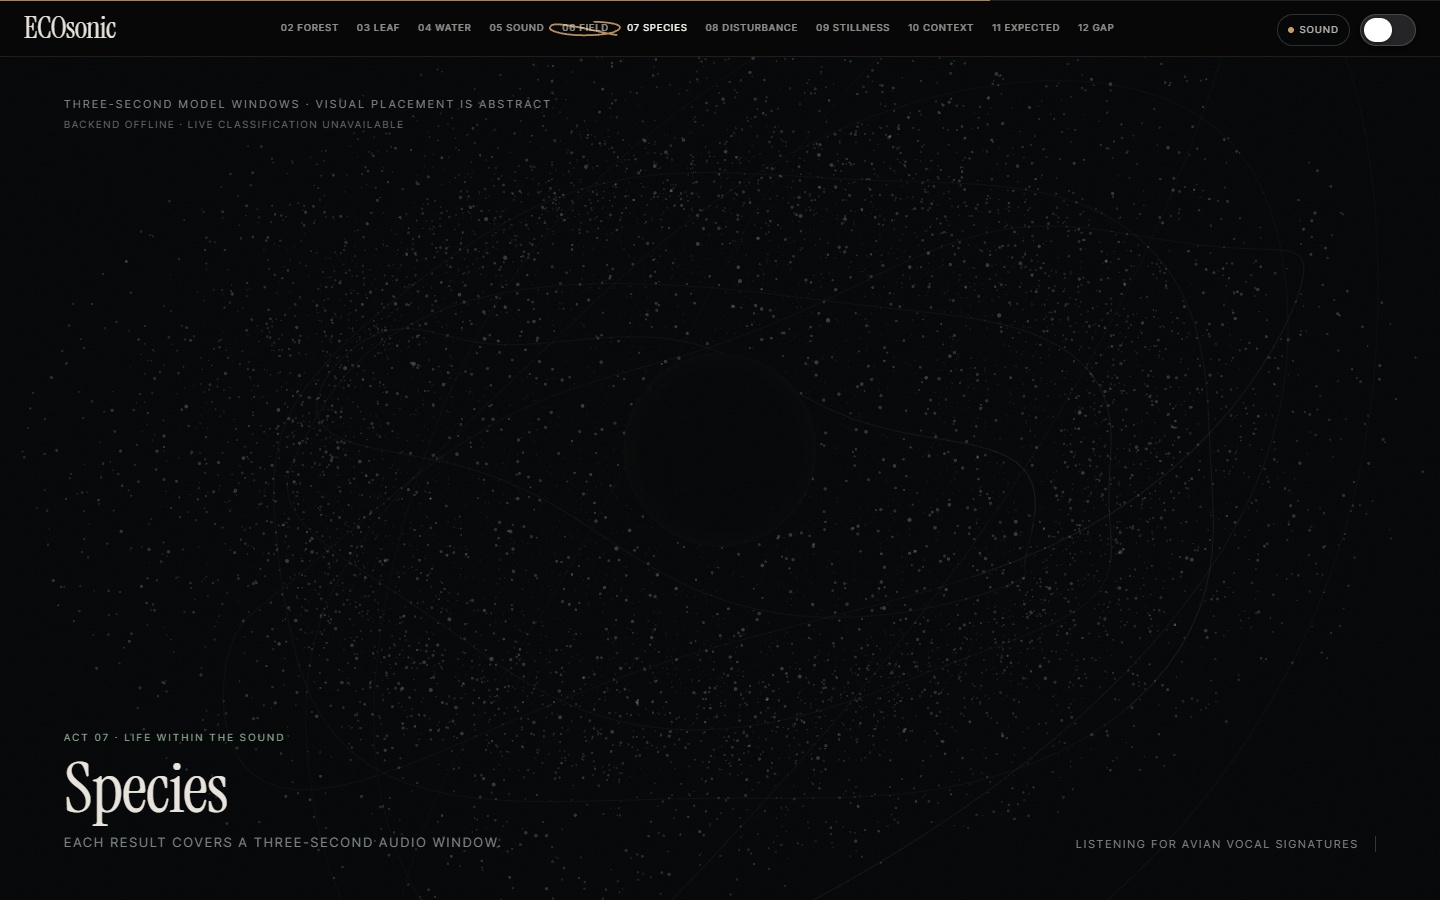 ECOsonic
02 FOREST 03 LEAF 04 WATER 05 SOUND 06 FIELD 07 SPECIES 08 DISTURBANCE 09 STILLNESS 10 CONTEXT 11 EXPECTED 12 GAP
SOUND
THREE-SECOND MODEL WINDOWS · VISUAL PLACEMENT IS ABSTRACT
BACKEND OFFLINE · LIVE CLASSIFICATION UNAVAILABLE
ACT 07 · LIFE WITHIN THE SOUND
Species
EACH RESULT COVERS A THREE-SECOND AUDIO WINDOW.
LISTENING FOR AVIAN VOCAL SIGNATURES